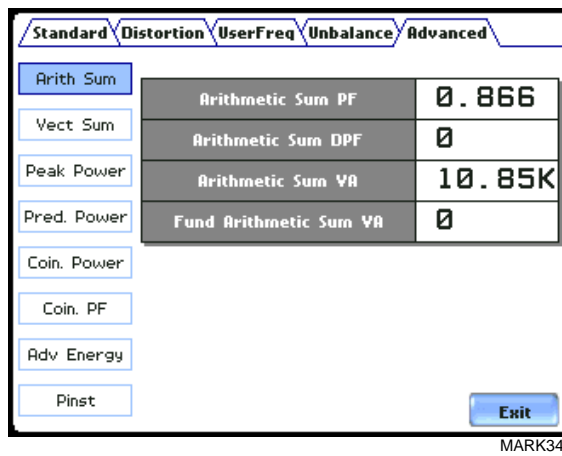 Standard Distortion UserFreq Unbalance Advanced
Arith Sum
Vect Sum
Peak Power
Pred. Power
Coin. Power
Coin. PF
Adv Energy
Pinst
Arithmetic Sum PF 0.866
Arithmetic Sum DPF 0
Arithmetic Sum VA 10.85K
Fund Arithmetic Sum VA 0
Exit
MARK34